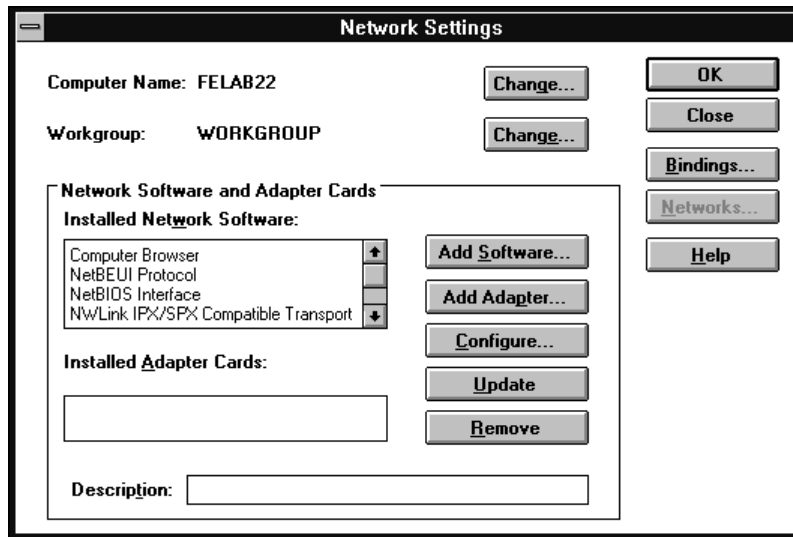 Network Settings
Computer Name: FELAB22 Change...
OK
Workgroup: WORKGROUP Change...
Close
Bindings...
Networks...
Help
Network Software and Adapter Cards
Installed Network Software:
Computer Browser
NetBEUI Protocol
NetBIOS Interface
NWLink IPX/SPX Compatible Transport
Add Software...
Add Adapter...
Configure...
Update
Remove
Installed Adapter Cards:
Description: